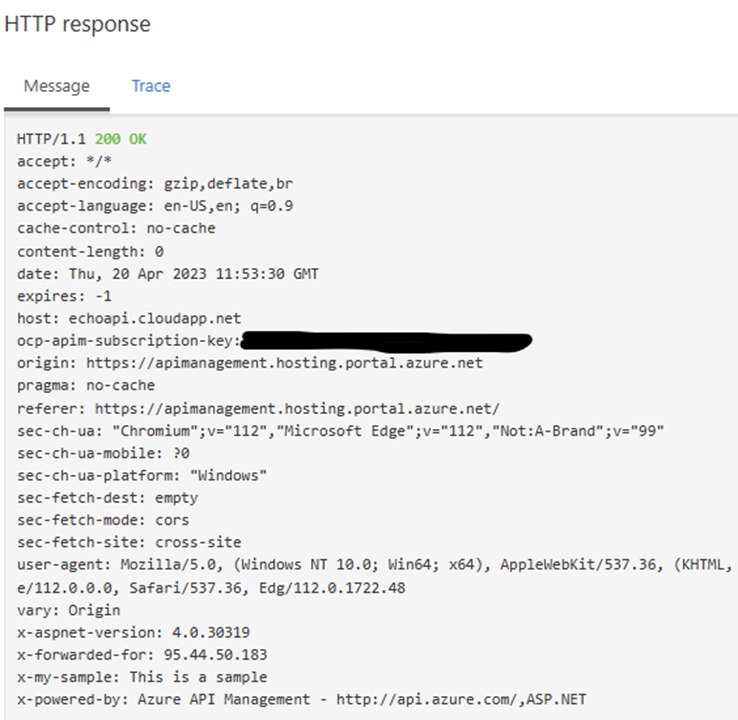 HTTP response
Message Trace
HTTP/1.1 200 OK
accept: */*
accept-encoding: gzip,deflate,br
accept-language: en-US,en; q=0.9
cache-control: no-cache
content-length: 0
date: Thu, 20 Apr 2023 11:53:30 GMT
expires: -1
host: echoapi.cloudapp.net
ocp-apim-subscription-key:
origin: https://apimanagement.hosting.portal.azure.net
pragma: no-cache
referer: https://apimanagement.hosting.portal.azure.net/
sec-ch-ua: "Chromium";v="112","Microsoft Edge";v="112","Not:A-Brand";v="99"
sec-ch-ua-mobile: ?0
sec-ch-ua-platform: "Windows"
sec-fetch-dest: empty
sec-fetch-mode: cors
sec-fetch-site: cross-site
user-agent: Mozilla/5.0, (Windows NT 10.0; Win64; x64), AppleWebKit/537.36, (KHTML,
e/112.0.0.0, Safari/537.36, Edg/112.0.1722.48
vary: Origin
x-aspnet-version: 4.0.30319
x-forwarded-for: 95.44.50.183
x-my-sample: This is a sample
x-powered-by: Azure API Management - http://api.azure.com/,ASP.NET